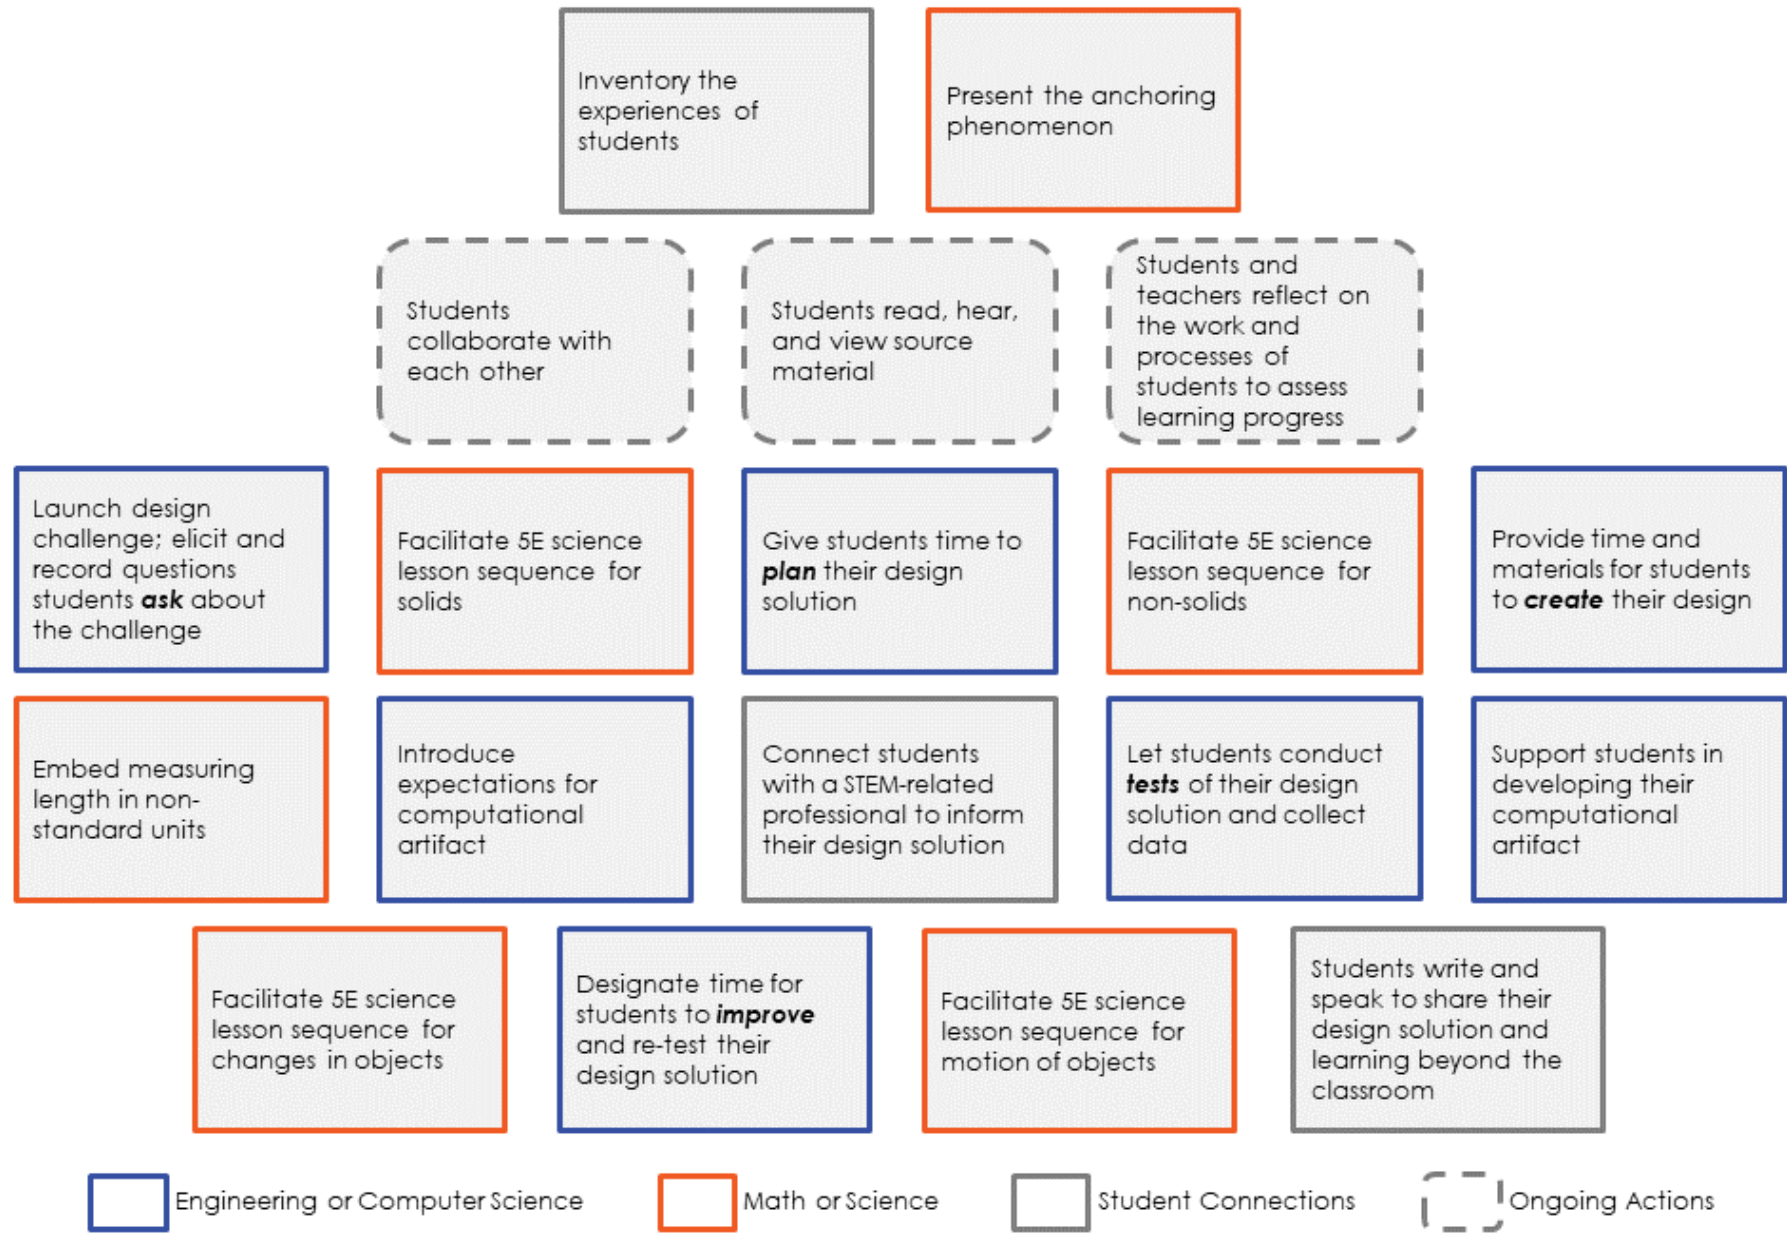 Inventory the
experiences of
students
Present the anchoring
phenomenon
Students
collaborate with
each other
Students read, hear,
and view source
material
Students and
teachers reflect on
the work and
processes of
students to assess
learning progress
Launch design
challenge; elicit and
record questions
students ask about
the challenge
Facilitate 5E science
lesson sequence for
solids
Give students time to
plan their design
solution
Facilitate 5E science
lesson sequence for
non-solids
Provide time and
materials for students
to create their design
Embed measuring
length in non-
standard units
Introduce
expectations for
computational
artifact
Connect students
with a STEM-related
professional to inform
their design solution
Let students conduct
tests of their design
solution and collect
data
Support students in
developing their
computational
artifact
Facilitate 5E science
lesson sequence for
changes in objects
Designate time for
students to improve
and re-test their
design solution
Facilitate 5E science
lesson sequence for
motion of objects
Students write and
speak to share their
design solution and
learning beyond the
classroom
Engineering or Computer Science
Math or Science
Student Connections
Ongoing Actions